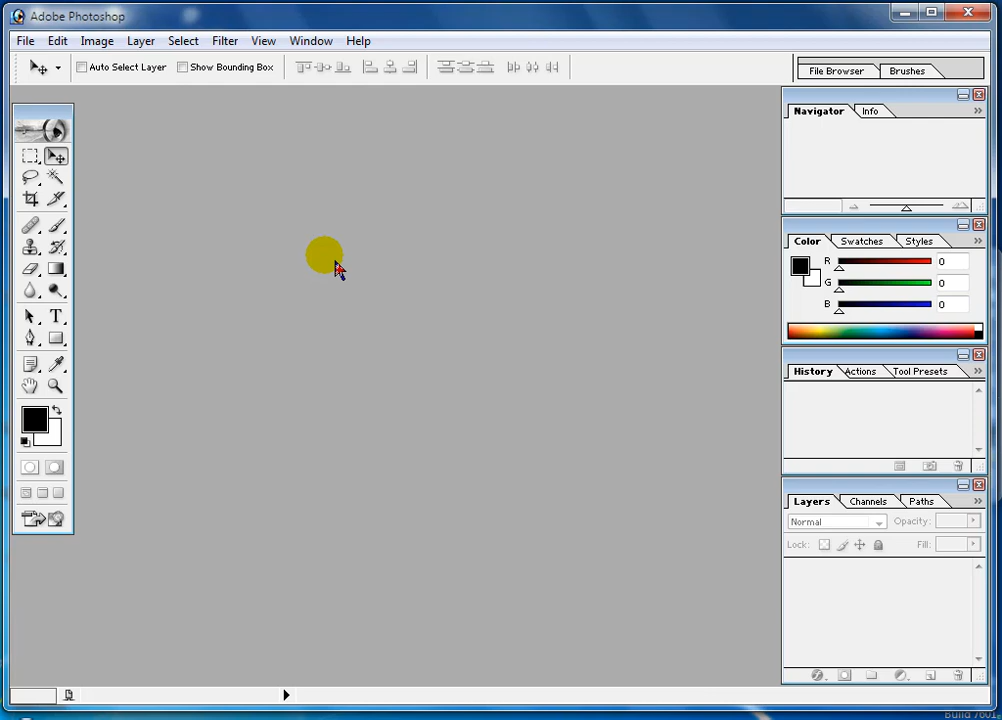 Adobe Photoshop
File Edit Image Layer Select Filter View Window Help
Auto Select Layer Show Bounding Box File Browser Brushes
Navigator Info
Color Swatches Styles
R 0
G 0
B 0
History Actions Tool Presets
Layers Channels Paths
Normal Opacity:
Lock: Fill:
T
Build 7601